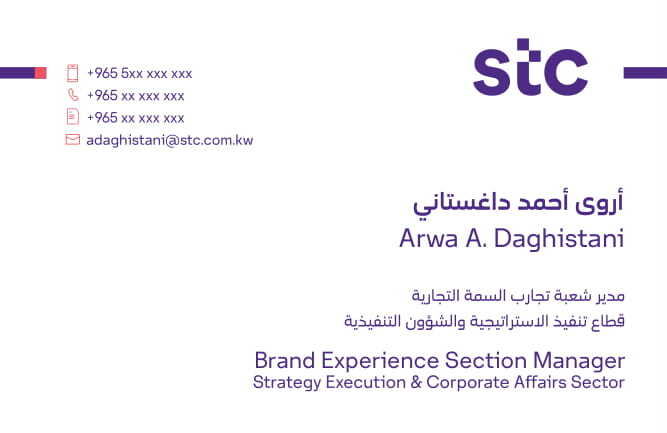 +965 5xx xxx xxx
+965 xx xxx xxx
+965 xx xxx xxx
adaghistani@stc.com.kw
stc
أروى أحمد داغستاني
Arwa A. Daghistani
مدير شعبة تجارب السمة التجارية
قطاع تنفيذ الاستراتيجية والشؤون التنفيذية
Brand Experience Section Manager
Strategy Execution & Corporate Affairs Sector